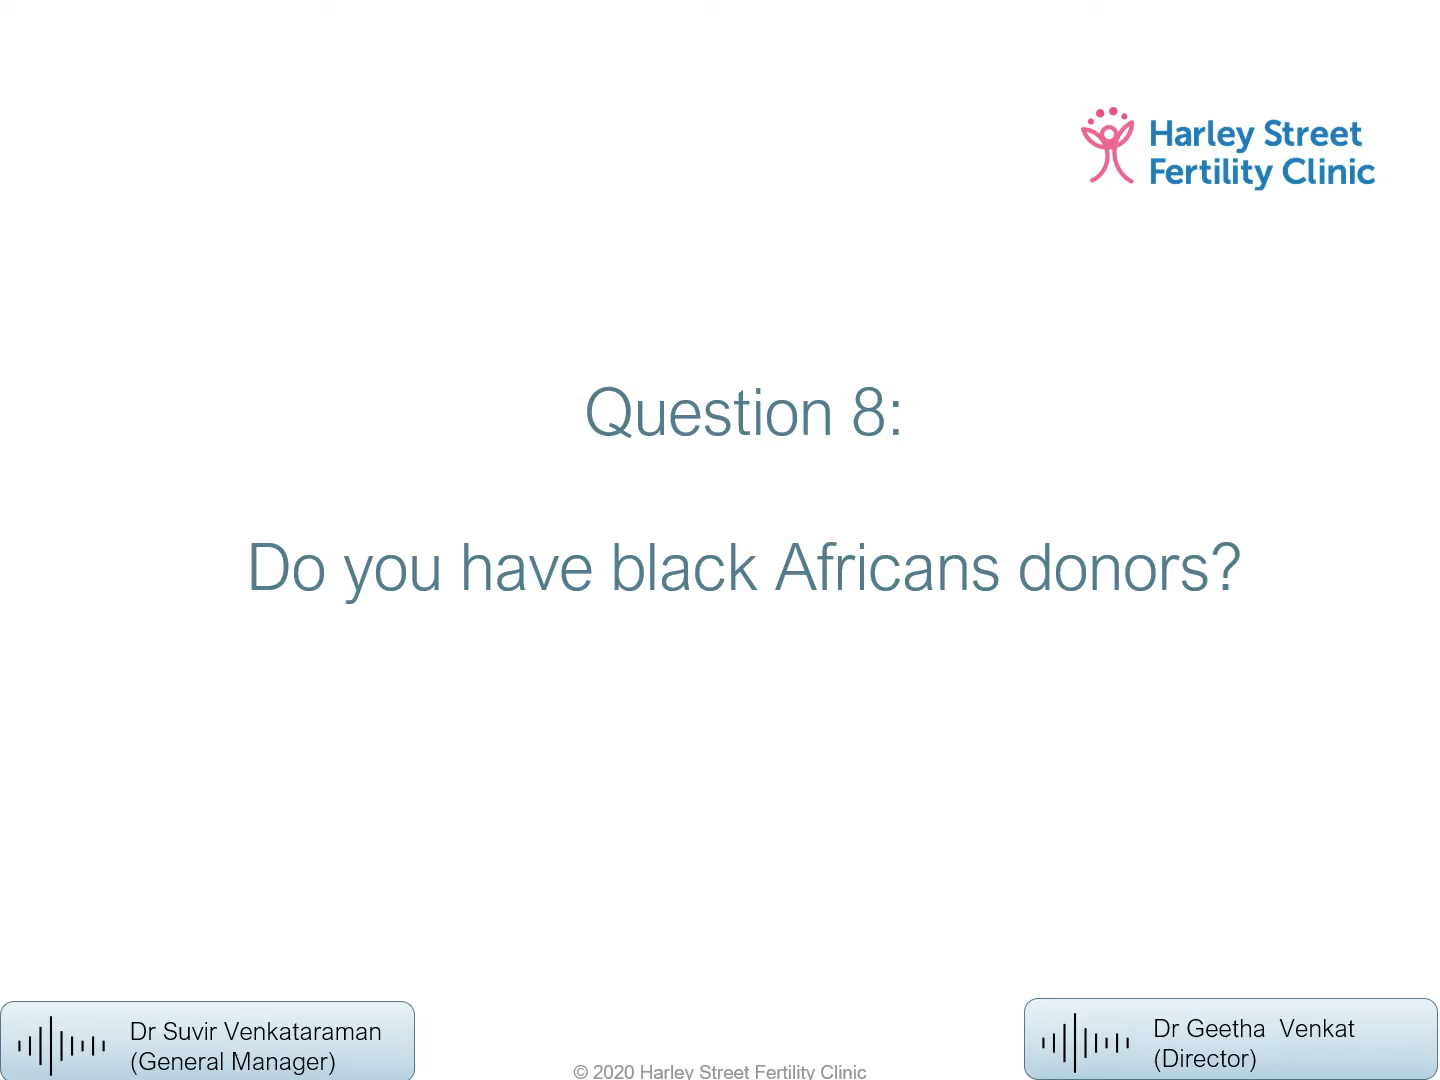 Harley Street
Fertility Clinic
Question 8:
Do you have black Africans donors?
Dr Suvir Venkataraman
(General Manager)
© 2020 Harley Street Fertility Clinic
Dr Geetha  Venkat
(Director)